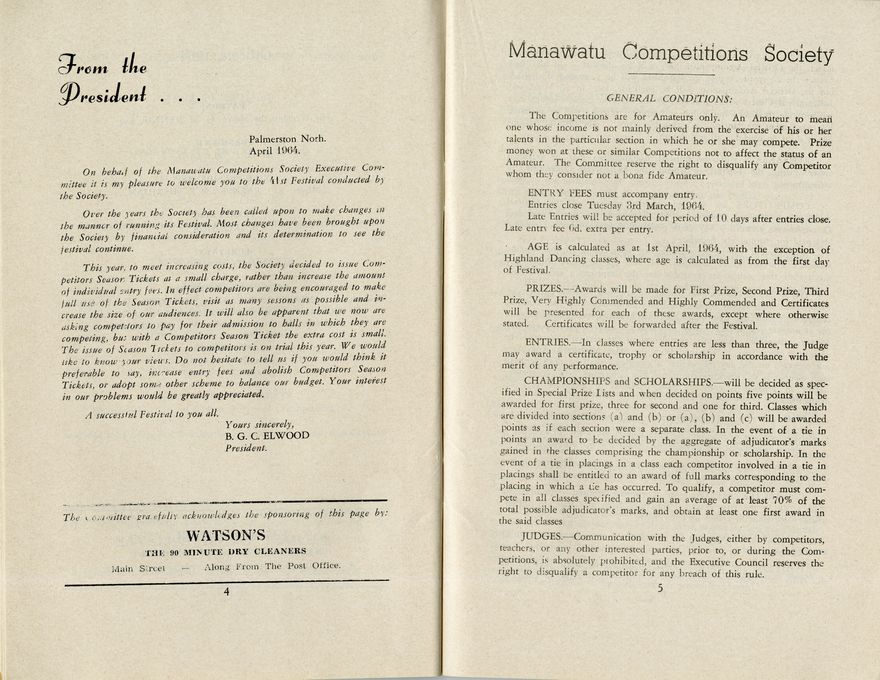 From the
President . . .
Palmerston Norh.
April 1964.
On behalf of the Manawatu Competitions Society Executive Com-
mittee it is my pleasure to welcome you to the 41st Festival conducted by
the Society.
Over the years the Society has been called upon to make changes in
the manner of running its Festival. Most changes have been brought upon
the Society by financial consideration and its determination to see the
festival continue.
This year, to meet increasing costs, the Society decided to issue Com-
petitors Season Tickets at a small charge, rather than increase the amount
of individual entry fees. In effect competitors are being encouraged to make
full use of the Season Tickets, visit as many sessons as possible and in-
crease the size of our audiences. It will also be apparent that we now are
asking competitors to pay for their admission to halls in which they are
competing, but with a Competitors Season Ticket the extra cost is small.
The issue of Season Tickets to competitors is on trial this year. We would
like to know your views. Do not hesitate to tell us if you would think it
preferable to say, increase entry fees and abolish Competitors Season
Tickets, or adopt some other scheme to balance our budget. Your interest
in our problems would be greatly appreciated.
A successful Festival to you all.
Yours sincerely,
B. G. C. ELWOOD
President.
The committee gratefully acknowledges the sponsoring of this page by:
WATSON'S
THE 90 MINUTE DRY CLEANERS
Main Street — Along From The Post Office.
4
Manawatu Competitions Society
GENERAL CONDITIONS:
The Competitions are for Amateurs only. An Amateur to mean
one whose income is not mainly derived from the exercise of his or her
talents in the particular section in which he or she may compete. Prize
money won at these or similar Competitions not to affect the status of an
Amateur. The Committee reserve the right to disqualify any Competitor
whom they consider not a bona fide Amateur.
ENTRY FEES must accompany entry.
Entries close Tuesday 3rd March, 1964.
Late Entries will be accepted for period of 10 days after entries close.
Late entry fee 6d. extra per entry.
AGE is calculated as at 1st April, 1964, with the exception of
Highland Dancing classes, where age is calculated as from the first day
of Festival.
PRIZES.—Awards will be made for First Prize, Second Prize, Third
Prize, Very Highly Commended and Highly Commended and Certificates
will be presented for each of these awards, except where otherwise
stated. Certificates will be forwarded after the Festival.
ENTRIES.—In classes where entries are less than three, the Judge
may award a certificate, trophy or scholarship in accordance with the
merit of any performance.
CHAMPIONSHIPS and SCHOLARSHIPS.—will be decided as spec-
ified in Special Prize Lists and when decided on points five points will be
awarded for first prize, three for second and one for third. Classes which
are divided into sections (a) and (b) or (a), (b) and (c) will be awarded
points as if each section were a separate class. In the event of a tie in
points an award to be decided by the aggregate of adjudicator's marks
gained in the classes comprising the championship or scholarship. In the
event of a tie in placings in a class each competitor involved in a tie in
placings shall be entitled to an award of full marks corresponding to the
placing in which a tie has occurred. To qualify, a competitor must com-
pete in all classes specified and gain an average of at least 70% of the
total possible adjudicator's marks, and obtain at least one first award in
the said classes
JUDGES.—Communication with the Judges, either by competitors,
teachers, or any other interested parties, prior to, or during the Com-
petitions, is absolutely prohibited, and the Executive Council reserves the
right to disqualify a competitor for any breach of this rule.
5